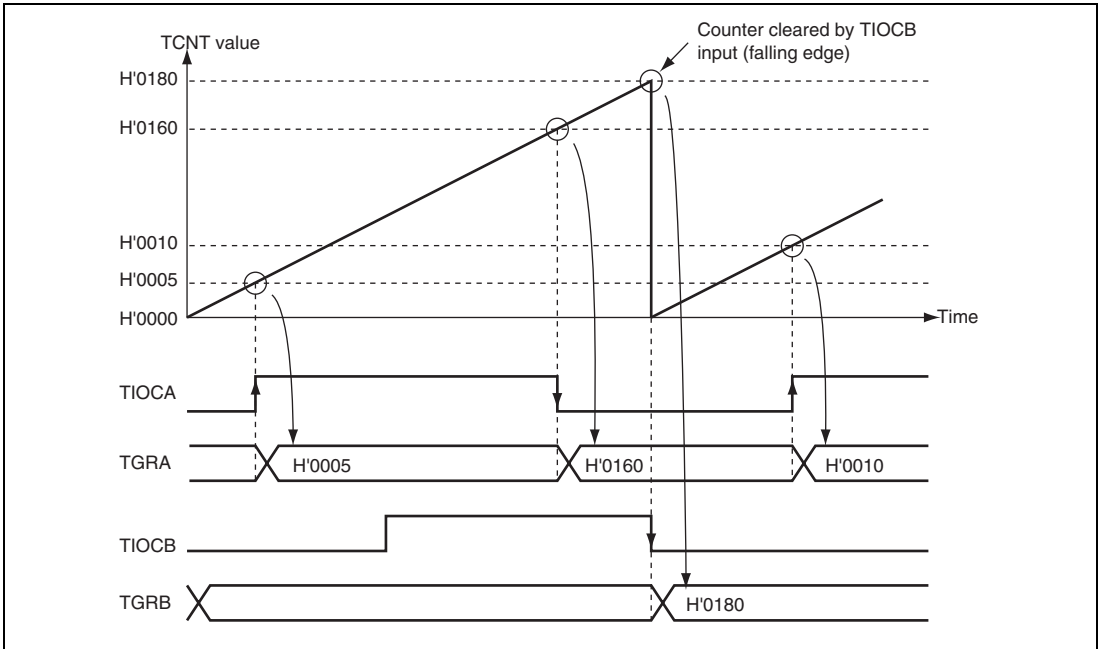 Counter cleared by TIOCB
input (falling edge)
TCNT value
H'0180
H'0160
H'0010
H'0005
H'0000
Time
TIOCA
TGRA
H'0005
H'0160
H'0010
TIOCB
TGRB
H'0180